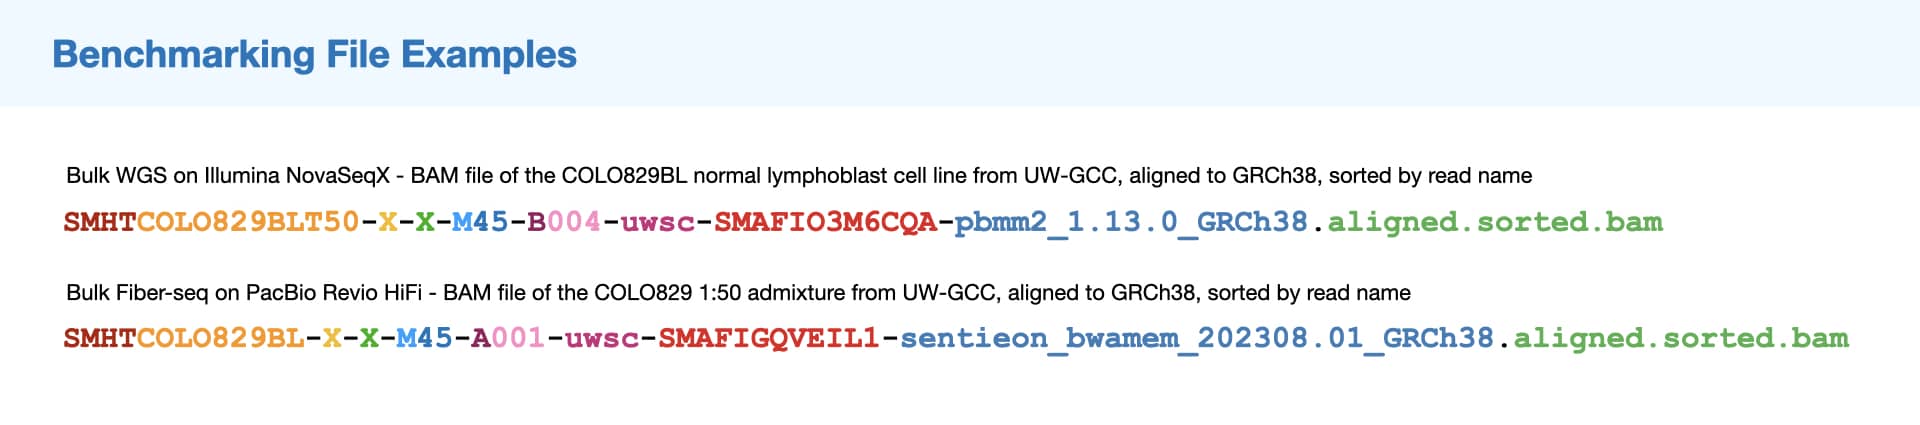 Benchmarking File Examples
Bulk WGS on Illumina NovaSeqX - BAM file of the COLO829BL normal lymphoblast cell line from UW-GCC, aligned to GRCh38, sorted by read name
SMHTCOLO829BLT50-X-X-M45-B004-uwsc-SMAFIO3M6CQA-pbmm2_1.13.0_GRCh38.aligned.sorted.bam
Bulk Fiber-seq on PacBio Revio HiFi - BAM file of the COLO829 1:50 admixture from UW-GCC, aligned to GRCh38, sorted by read name
SMHTCOLO829BL-X-X-M45-A001-uwsc-SMAFIGQVEIL1-sentieon_bwamem_202308.01_GRCh38.aligned.sorted.bam